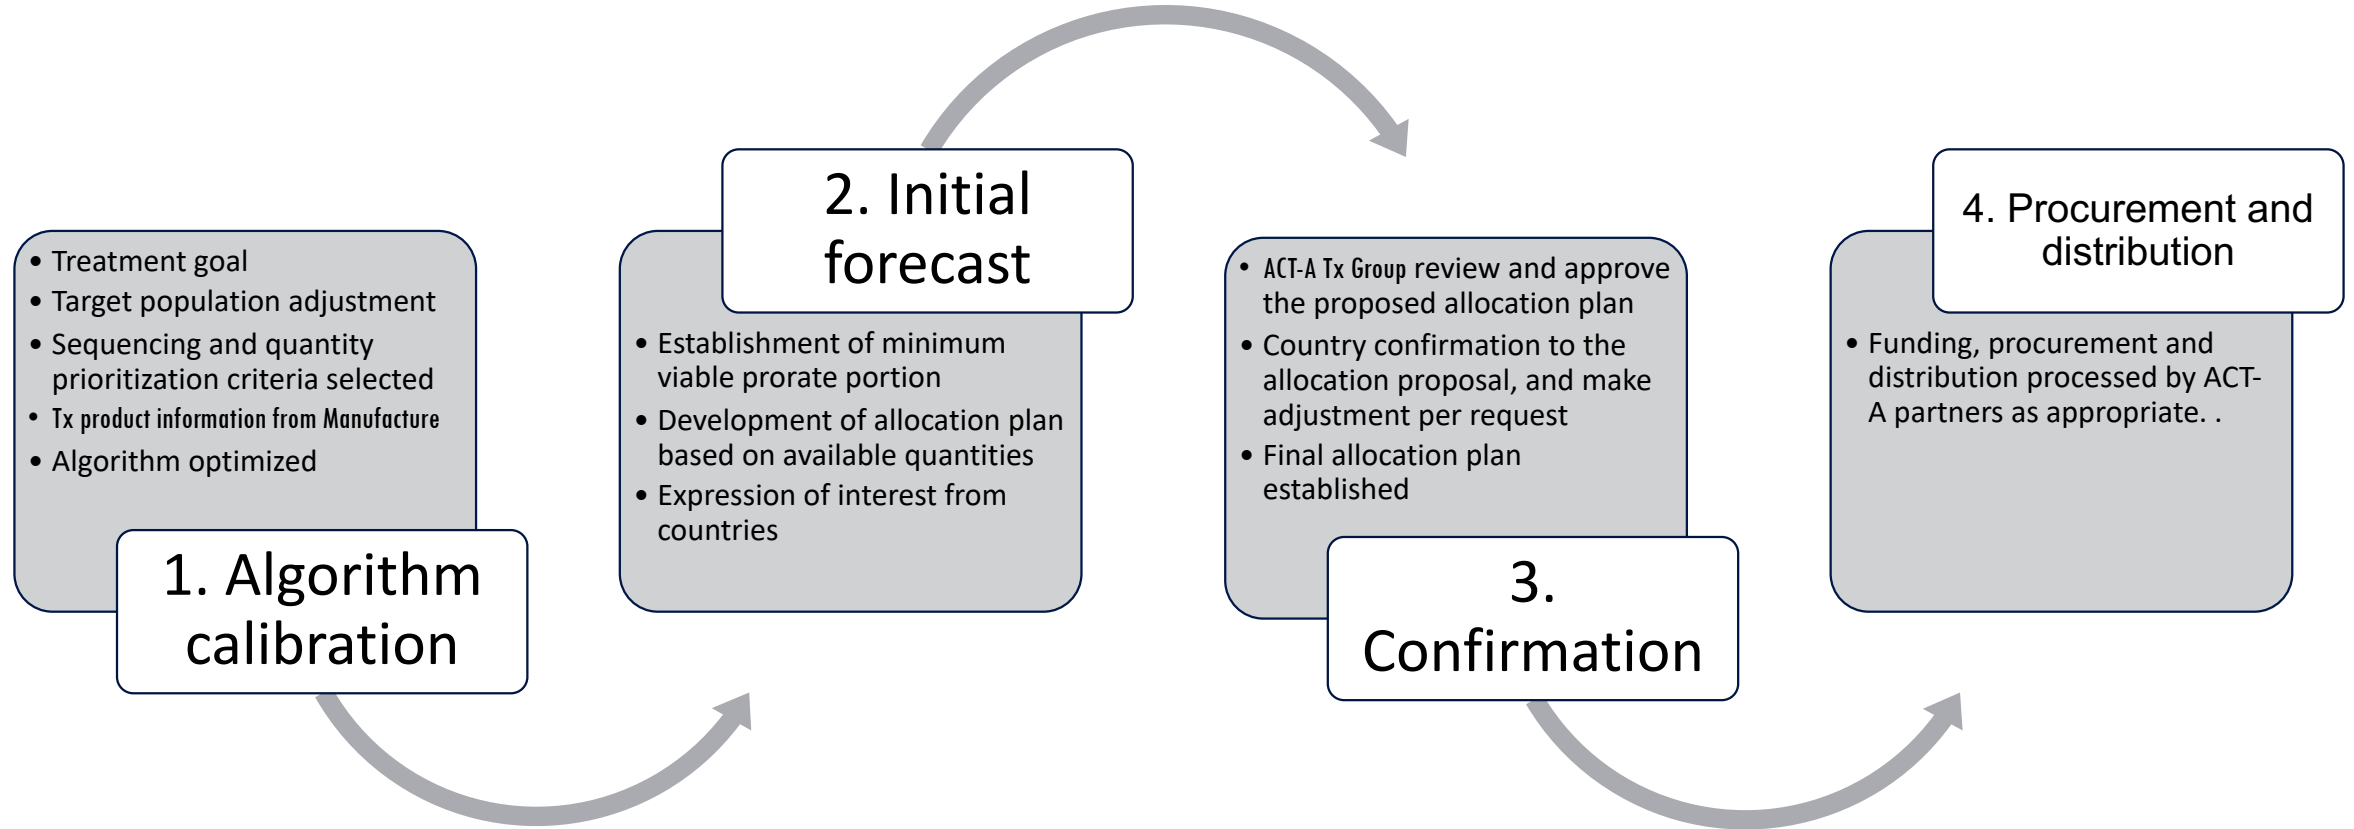 • Treatment goal
• Target population adjustment
• Sequencing and quantity
prioritization criteria selected
• Tx product information from Manufacture
• Algorithm optimized
1. Algorithm
calibration
2. Initial
forecast
• Establishment of minimum
viable prorate portion
• Development of allocation plan
based on available quantities
• Expression of interest from
countries
• ACT-A Tx Group review and approve
the proposed allocation plan
• Country confirmation to the
allocation proposal, and make
adjustment per request
• Final allocation plan
established
3.
Confirmation
4. Procurement and
distribution
• Funding, procurement and
distribution processed by ACT-
A partners as appropriate. .